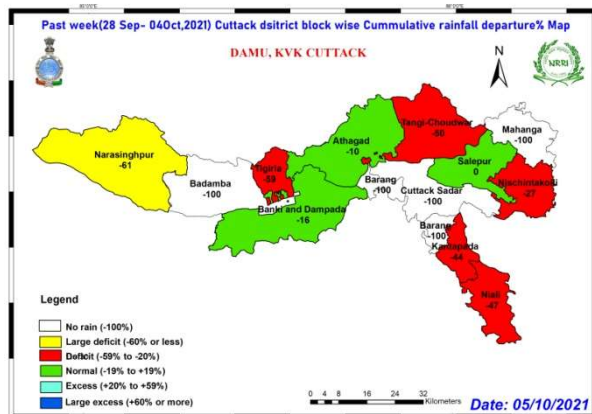 Past week(28 Sep- 04Oct,2021) Cuttack dsitrict block wise Cummulative rainfall departure% Map
DAMU, KVK CUTTACK
N
NRRI
Tangi-Choudwar
Mahanga
-100
Athagad
-10
Narasinghpur
-61
Tigiria
-59
Salepur
0
Badamba
-100
Barang
-100
Cuttack Sadar
-100
-27
Banki and Dampada
-16
Barang
-100
Kantapada
-44
Niali
-47
Legend
No rain (-100%)
Large deficit (-60% or less)
Deficit (-59% to -20%)
Normal (-19% to +19%)
Excess (+20% to +59%)
Large excess (+60% or more)
0 4 8 16 24 32
Kilometers
Date: 05/10/2021